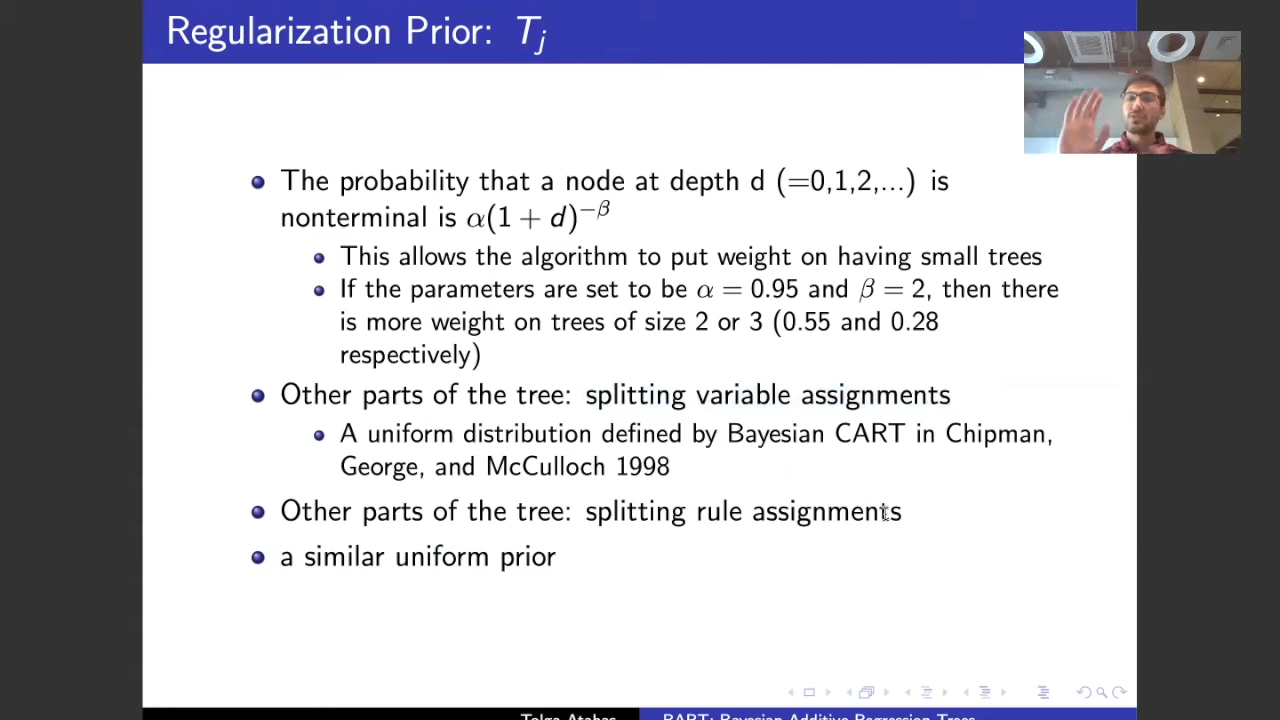 Regularization Prior: T_j
The probability that a node at depth d (=0,1,2,...) is
nonterminal is α(1 + d)^{−β}
This allows the algorithm to put weight on having small trees
If the parameters are set to be α = 0.95 and β = 2, then there
is more weight on trees of size 2 or 3 (0.55 and 0.28
respectively)
Other parts of the tree: splitting variable assignments
A uniform distribution defined by Bayesian CART in Chipman,
George, and McCulloch 1998
Other parts of the tree: splitting rule assignments
a similar uniform prior
BART: Bayesian Additive Regression Trees